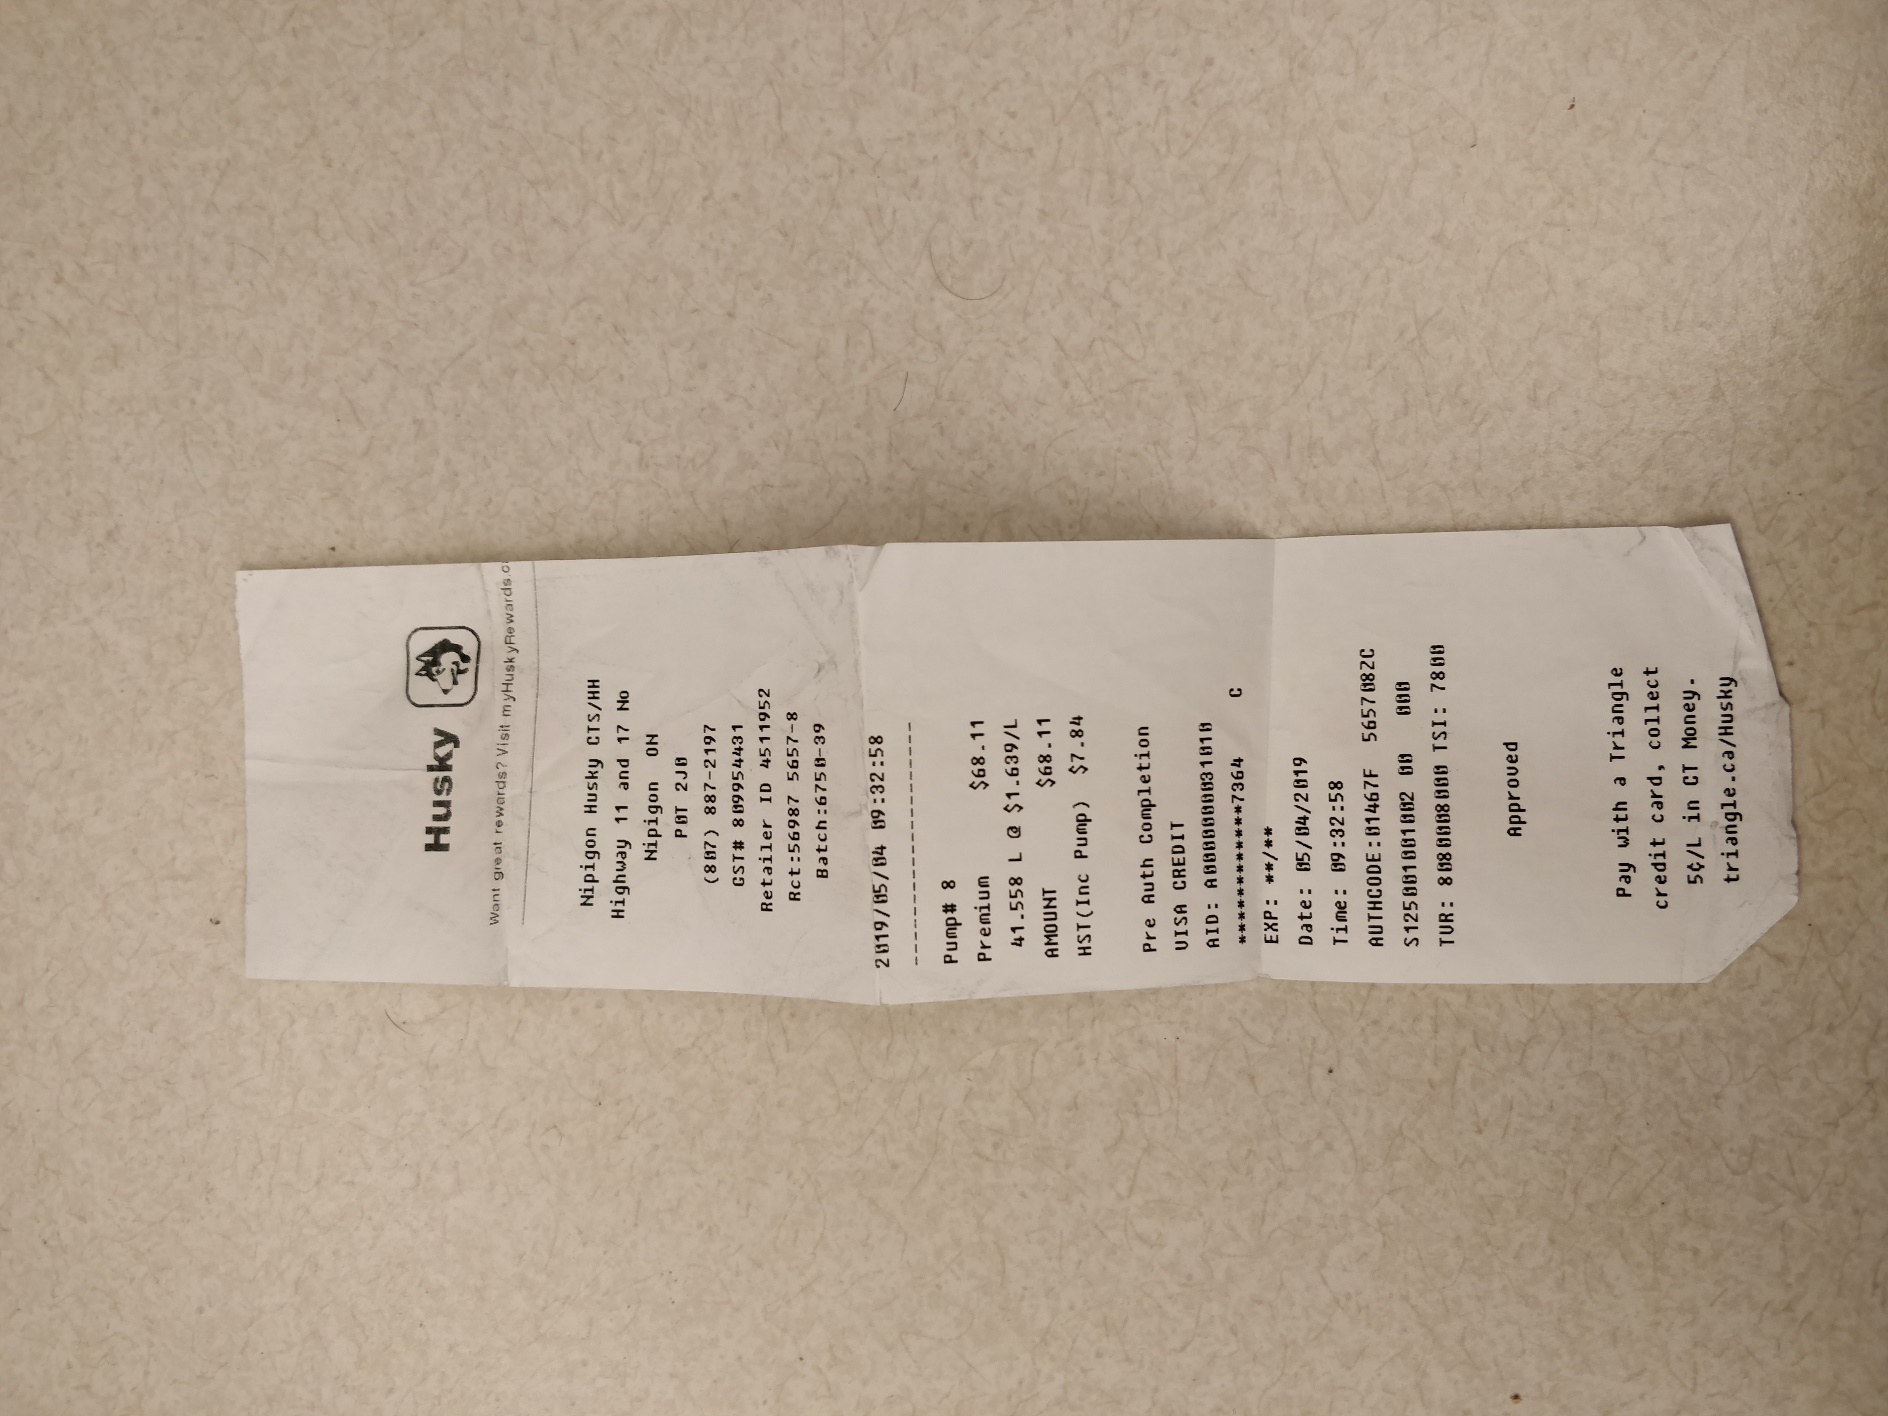 Husky
Want great rewards? Visit myHuskyRewards.c
Nipigon Husky CTS/HH
Highway 11 and 17 No
Nipigon ON
P0T 2J0
(807) 887-2197
GST# 809954431
Retailer ID 4511952
Rct:56987 5657-8
Batch:6750-39
2019/05/04 09:32:58
------------------------
Pump# 8
Premium $68.11
41.558 L @ $1.639/L
AMOUNT $68.11
HST(Inc Pump) $7.84
Pre Auth Completion
VISA CREDIT
AID: A0000000031010
************7364 C
EXP: **/**
Date: 05/04/2019
Time: 09:32:58
AUTHCODE:01467F 5657082C
S125001001002 00 000
TVR: 8080008000 TSI: 7800
Approved
Pay with a Triangle
credit card, collect
5¢/L in CT Money.
triangle.ca/Husky